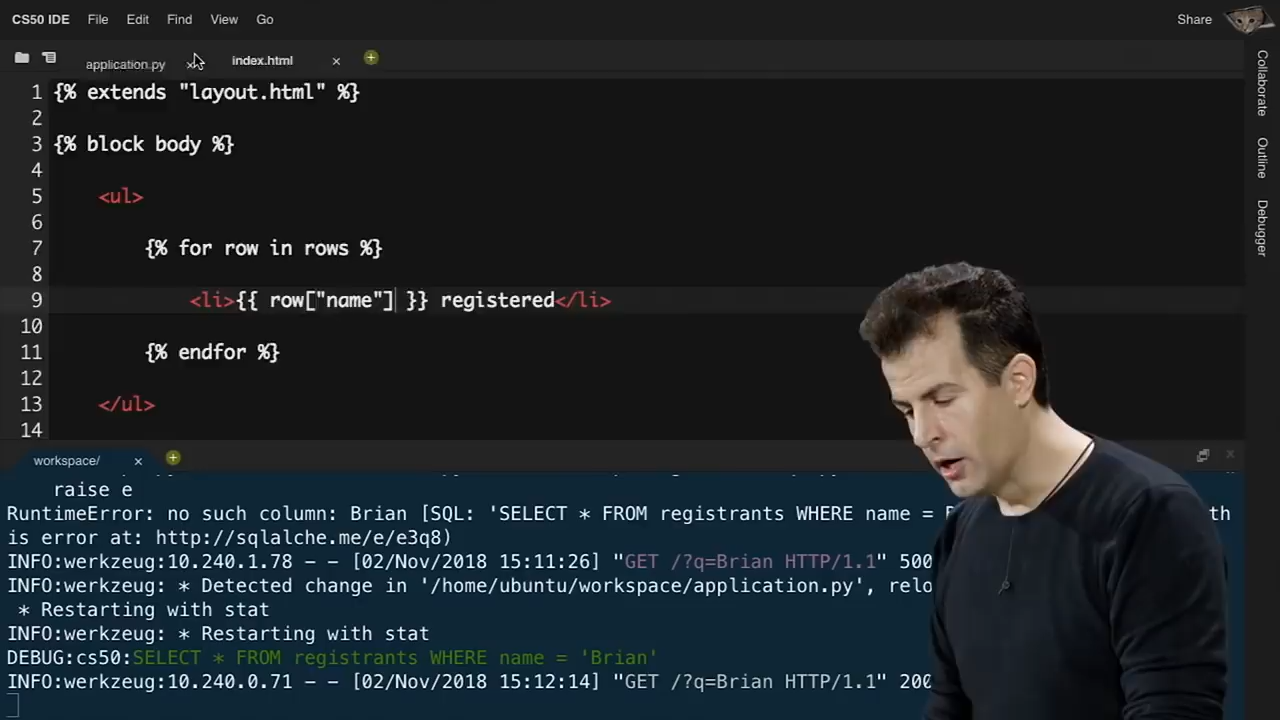 CS50 IDE File Edit Find View Go Share
application.py × index.html ×
1 {% extends "layout.html" %}
2
3 {% block body %}
4
5 <ul>
6
7 {% for row in rows %}
8
9 <li>{{ row["name"] }} registered</li>
10
11 {% endfor %}
12
13 </ul>
14
Collaborate
Outline
Debugger
workspace/ ×
raise e
RuntimeError: no such column: Brian [SQL: 'SELECT * FROM registrants WHERE name = th
is error at: http://sqlalche.me/e/e3q8)
INFO:werkzeug:10.240.1.78 - - [02/Nov/2018 15:11:26] "GET /?q=Brian HTTP/1.1" 500
INFO:werkzeug: * Detected change in '/home/ubuntu/workspace/application.py', relo
* Restarting with stat
INFO:werkzeug: * Restarting with stat
DEBUG:cs50:SELECT * FROM registrants WHERE name = 'Brian'
INFO:werkzeug:10.240.0.71 - - [02/Nov/2018 15:12:14] "GET /?q=Brian HTTP/1.1" 200